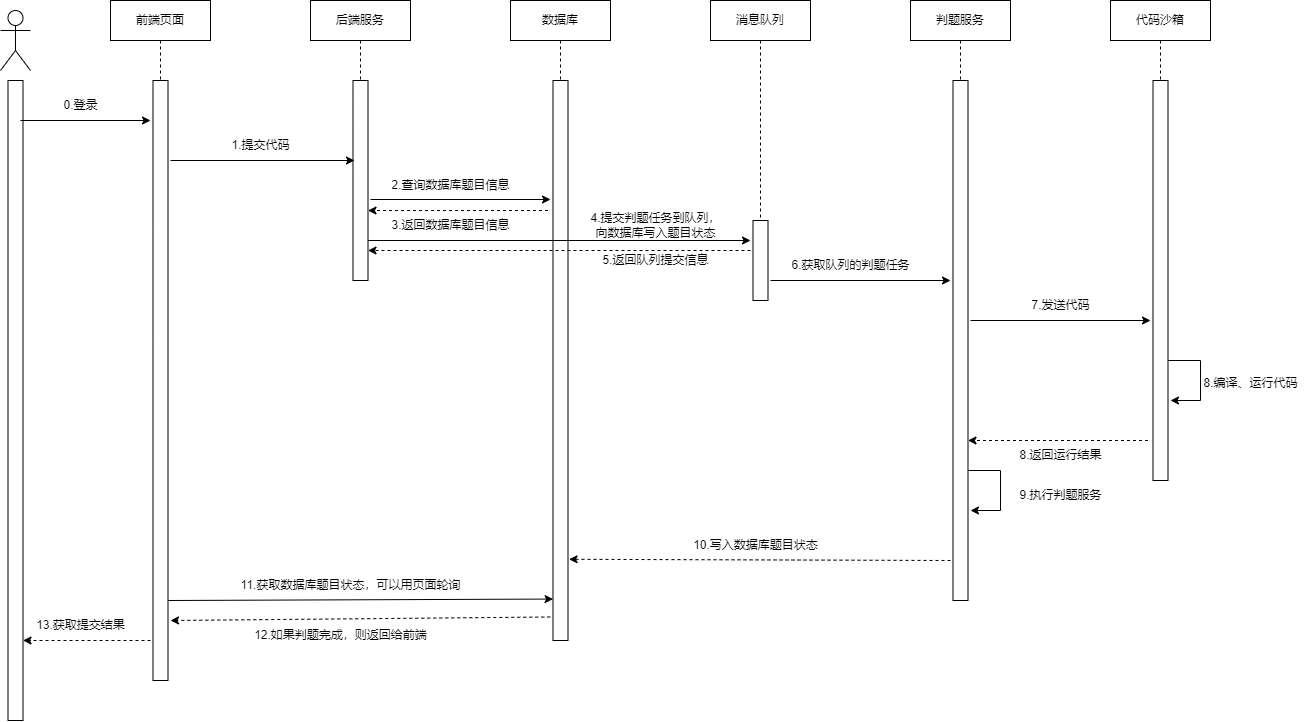 前端页面
后端服务
数据库
消息队列
判题服务
代码沙箱
0.登录
1.提交代码
2.查询数据库题目信息
3.返回数据库题目信息
4.提交判题任务到队列，
向数据库写入题目状态
5.返回队列提交信息
6.获取队列的判题任务
7.发送代码
8.编译、运行代码
8.返回运行结果
9.执行判题服务
10.写入数据库题目状态
11.获取数据库题目状态，可以用页面轮询
12.如果判题完成，则返回给前端
13.获取提交结果